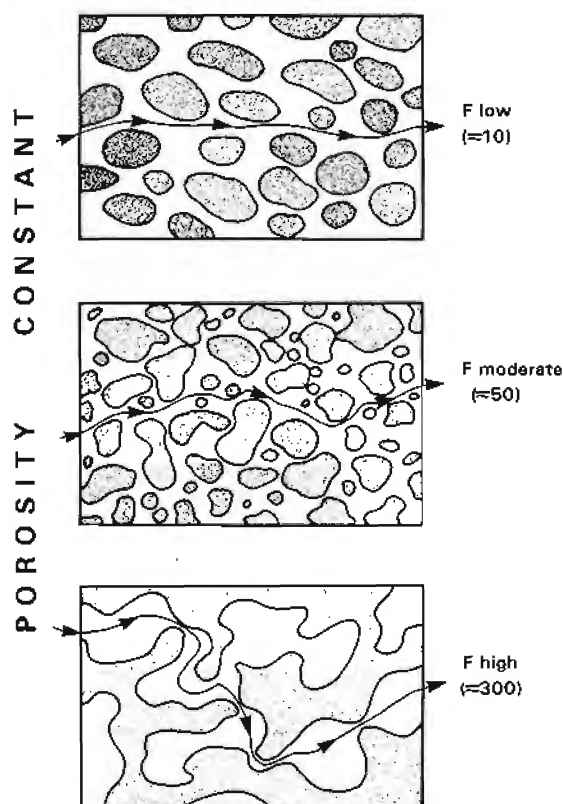 POROSITY CONSTANT
F low
(≈10)
F moderate
(≈50)
F high
(≈300)